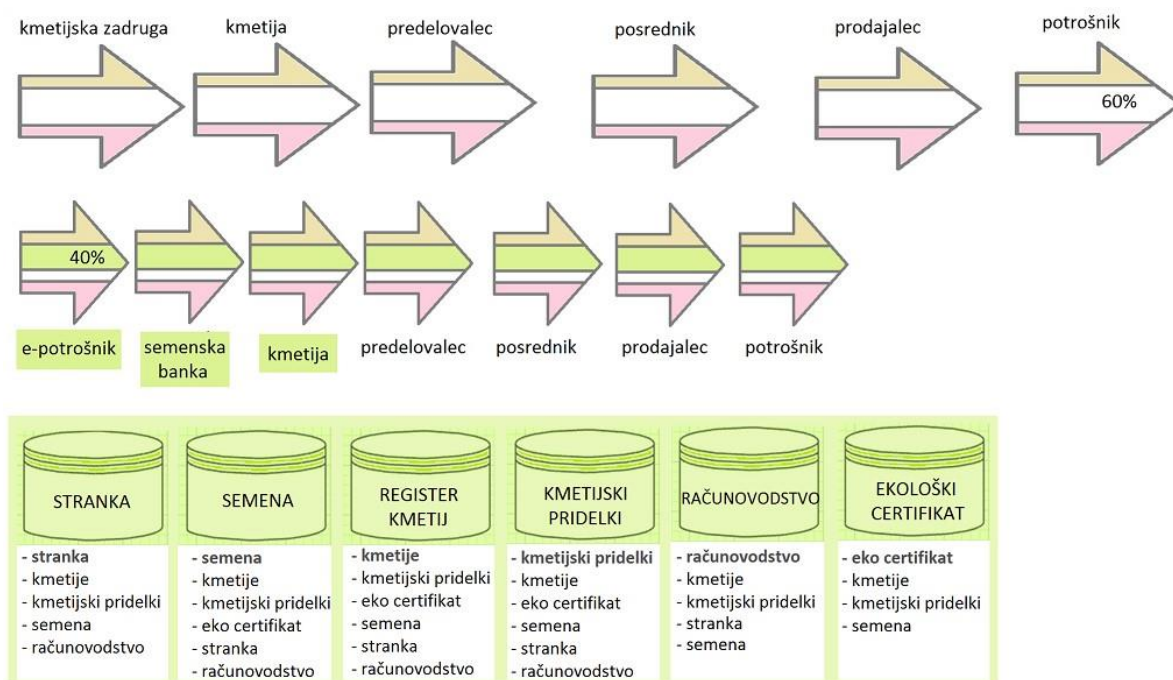 kmetijska zadruga
kmetija
predelovalec
posrednik
prodajalec
potrošnik
60%
40%
e-potrošnik
semenska
banka
kmetija
predelovalec
posrednik
prodajalec
potrošnik
STRANKA
- stranka
- kmetije
- kmetijski pridelki
- semena
- računovodstvo
SEMENA
- semena
- kmetije
- kmetijski pridelki
- eko certifikat
- stranka
- računovodstvo
REGISTER
KMETIJ
- kmetije
- kmetijski pridelki
- eko certifikat
- semena
- stranka
- računovodstvo
KMETIJSKI
PRIDELKI
- kmetijski pridelki
- kmetije
- eko certifikat
- semena
- stranka
- računovodstvo
RAČUNOVODSTVO
- računovodstvo
- kmetije
- kmetijski pridelki
- stranka
- semena
EKOLOŠKI
CERTIFIKAT
- eko certifikat
- kmetije
- kmetijski pridelki
- semena